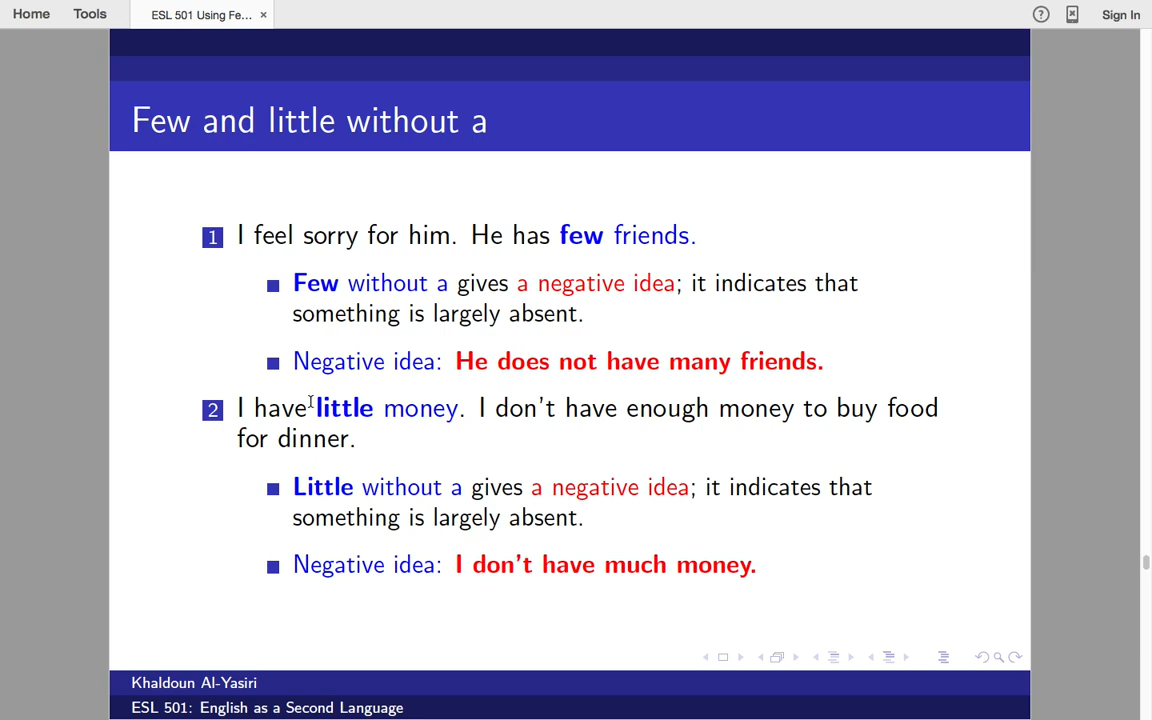 Home Tools ESL 501 Using Fe... × Sign In
Few and little without a
1 I feel sorry for him. He has few friends.
Few without a gives a negative idea; it indicates that
something is largely absent.
Negative idea: He does not have many friends.
2 I have little money. I don't have enough money to buy food
for dinner.
Little without a gives a negative idea; it indicates that
something is largely absent.
Negative idea: I don't have much money.
Khaldoun Al-Yasiri
ESL 501: English as a Second Language